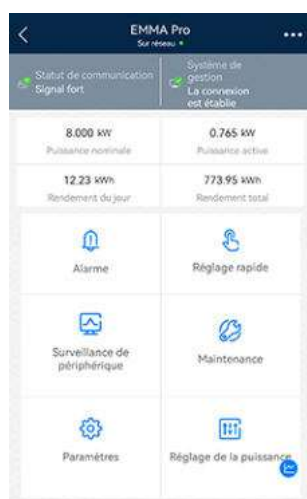 EMMA Pro
Sur réseau
Statut de communication
Signal fort
Système de
gestion
La connexion
est établie
8.000 kW
Puissance nominale
0.765 kW
Puissance active
12.23 kWh
Rendement du jour
773.95 kWh
Rendement total
Alarme
Réglage rapide
Surveillance de
périphérique
Maintenance
Paramètres
Réglage de la puissance